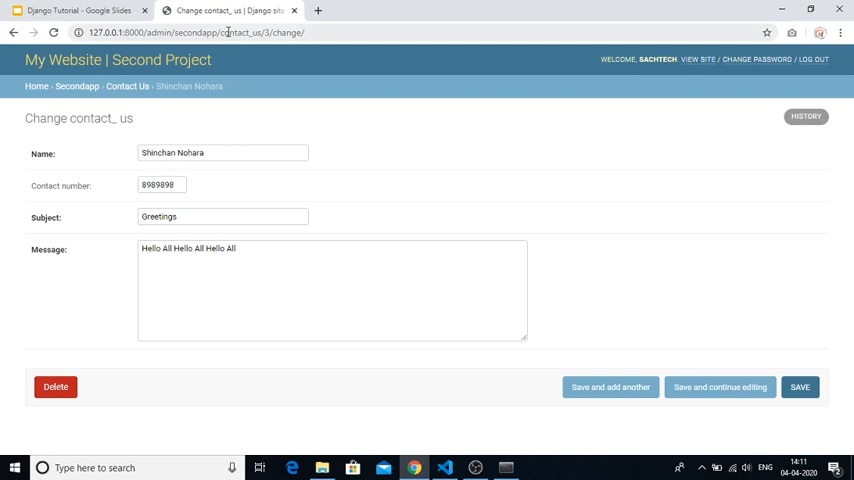 Django Tutorial - Google Slides
Change contact_ us | Django site
127.0.0.1:8000/admin/secondapp/contact_us/3/change/
My Website | Second Project
WELCOME, SACHTECH. VIEW SITE / CHANGE PASSWORD / LOG OUT
Home › Secondapp › Contact Us › Shinchan Nohara
Change contact_ us
HISTORY
Name: Shinchan Nohara
Contact number: 8989898
Subject: Greetings
Message: Hello All Hello All Hello All
Delete Save and add another Save and continue editing SAVE
Type here to search
ENG
14:11
04-04-2020
2